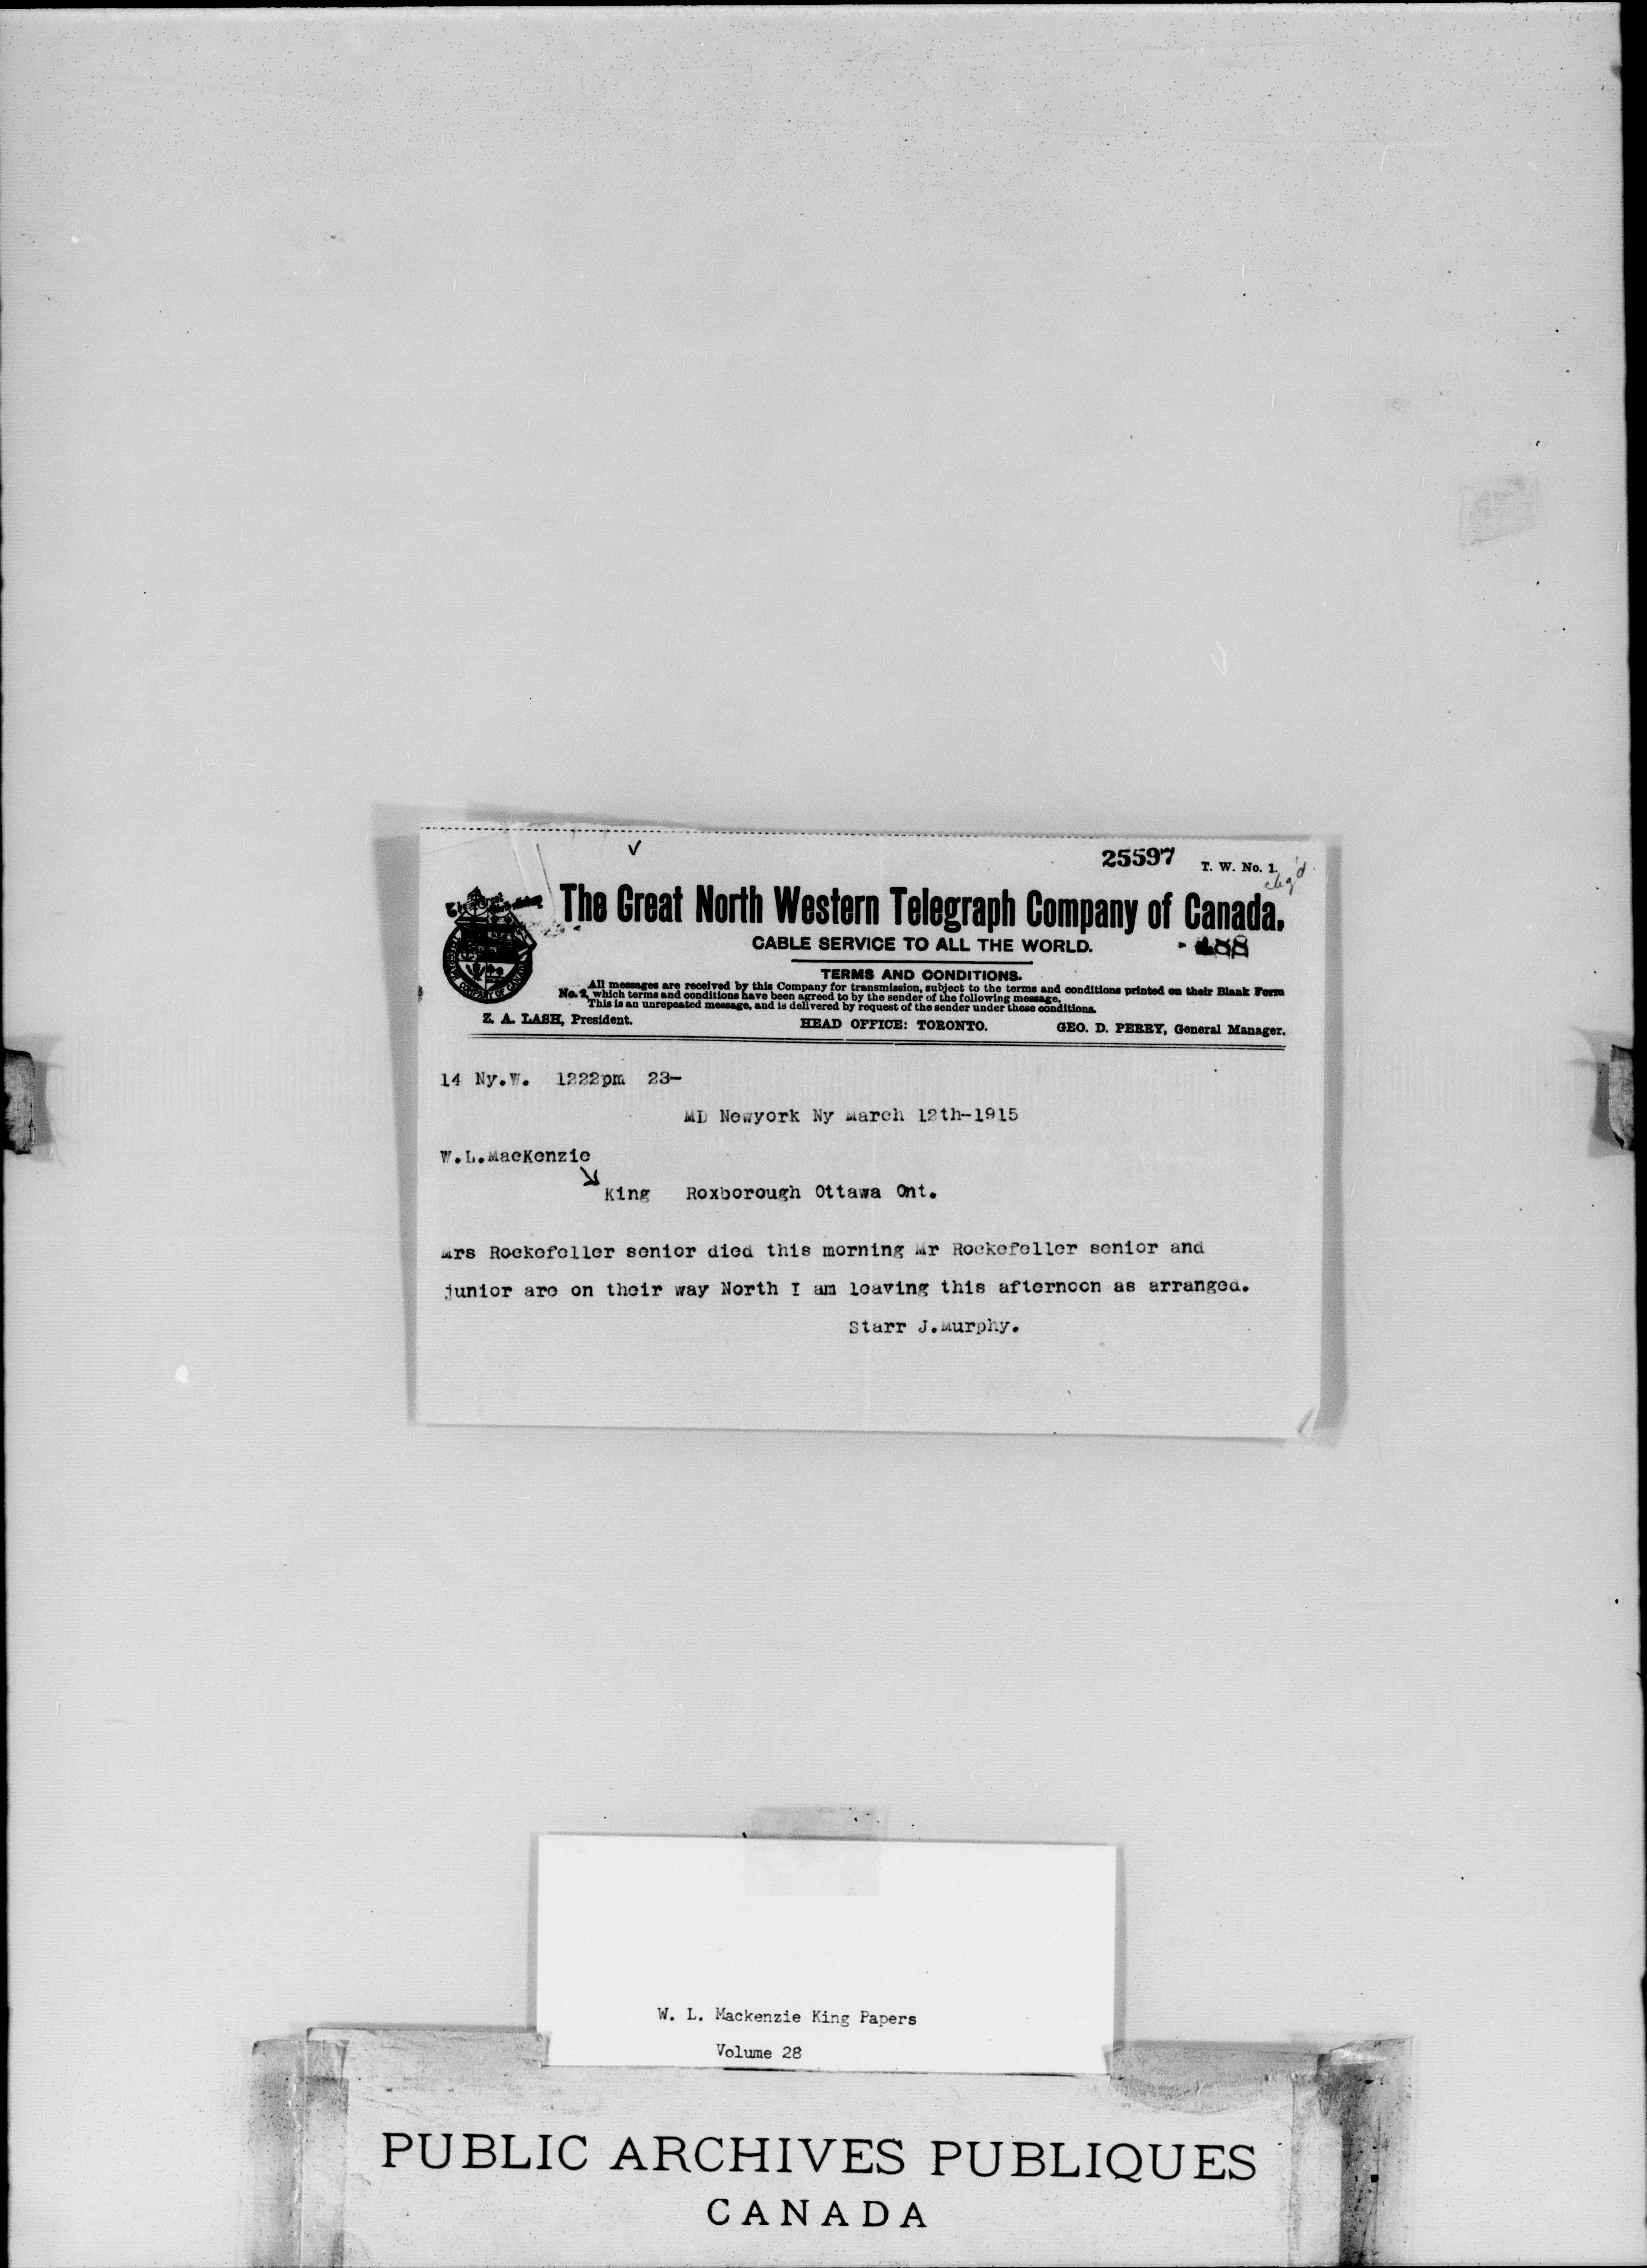 25597 T. W. No. 1.
chg'd
The Great North Western Telegraph Company of Canada.
CABLE SERVICE TO ALL THE WORLD.
TERMS AND CONDITIONS.
All messages are received by this Company for transmission, subject to the terms and conditions printed on their Blank Form
No. 2, which terms and conditions have been agreed to by the sender of the following message.
This is an unrepeated message, and is delivered by request of the sender under these conditions.
Z. A. LASH, President. HEAD OFFICE: TORONTO. GEO. D. PERRY, General Manager.
14 Ny.W. 1222pm 23-
MD Newyork Ny March 12th-1915
W.L.MacKenzie
King Roxborough Ottawa Ont.
Mrs Rockefeller senior died this morning Mr Rockefeller senior and
junior are on their way North I am leaving this afternoon as arranged.
Starr J.Murphy.
W. L. Mackenzie King Papers
Volume 28
PUBLIC ARCHIVES PUBLIQUES
CANADA